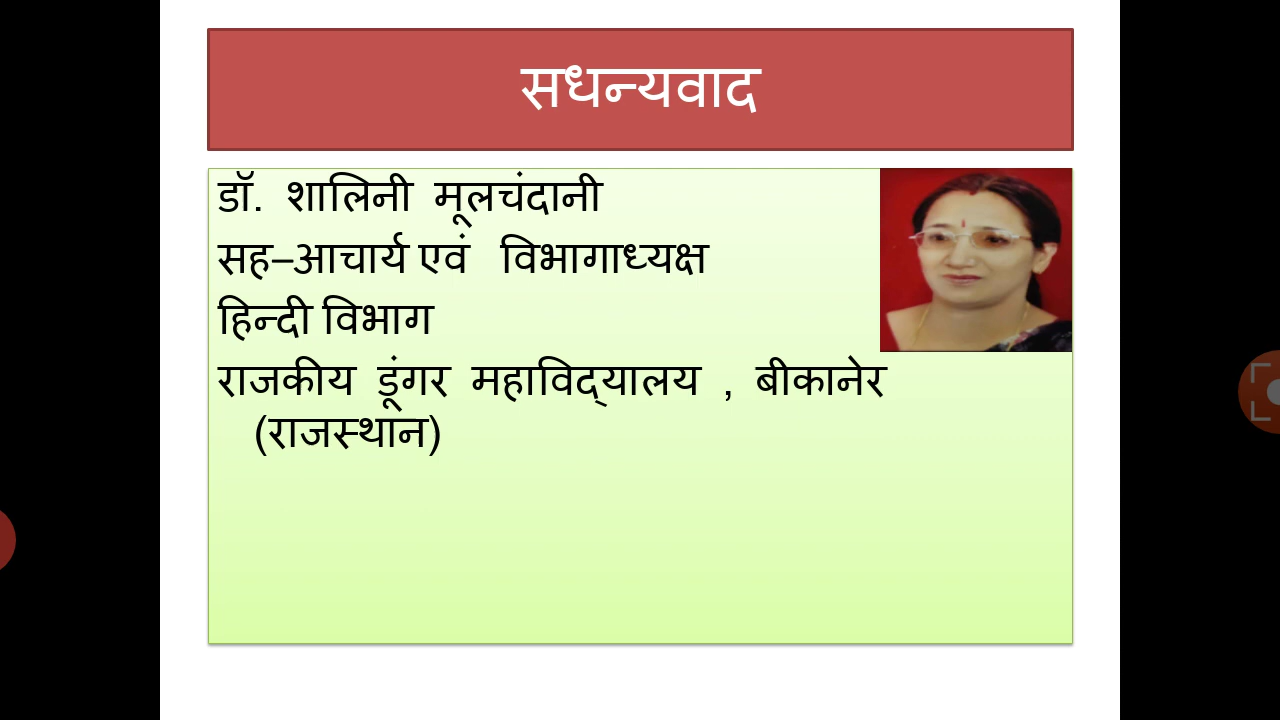 सधन्यवाद
डॉ. शालिनी मूलचंदानी
सह–आचार्य एवं विभागाध्यक्ष
हिन्दी विभाग
राजकीय डूंगर महाविद्यालय , बीकानेर
(राजस्थान)